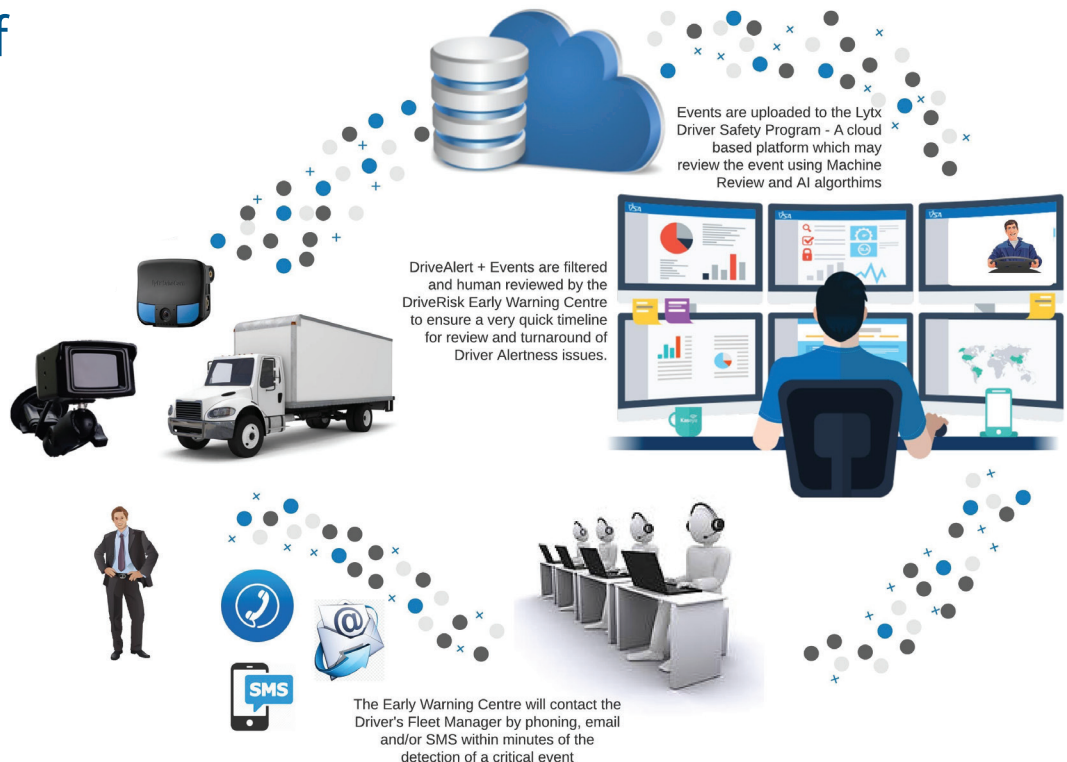 f
Events are uploaded to the Lytx
Driver Safety Program - A cloud
based platform which may
review the event using Machine
Review and AI algorthims
DriveAlert + Events are filtered
and human reviewed by the
DriveRisk Early Warning Centre
to ensure a very quick timeline
for review and turnaround of
Driver Alertness issues.
@
SMS
The Early Warning Centre will contact the
Driver's Fleet Manager by phoning, email
and/or SMS within minutes of the
detection of a critical event